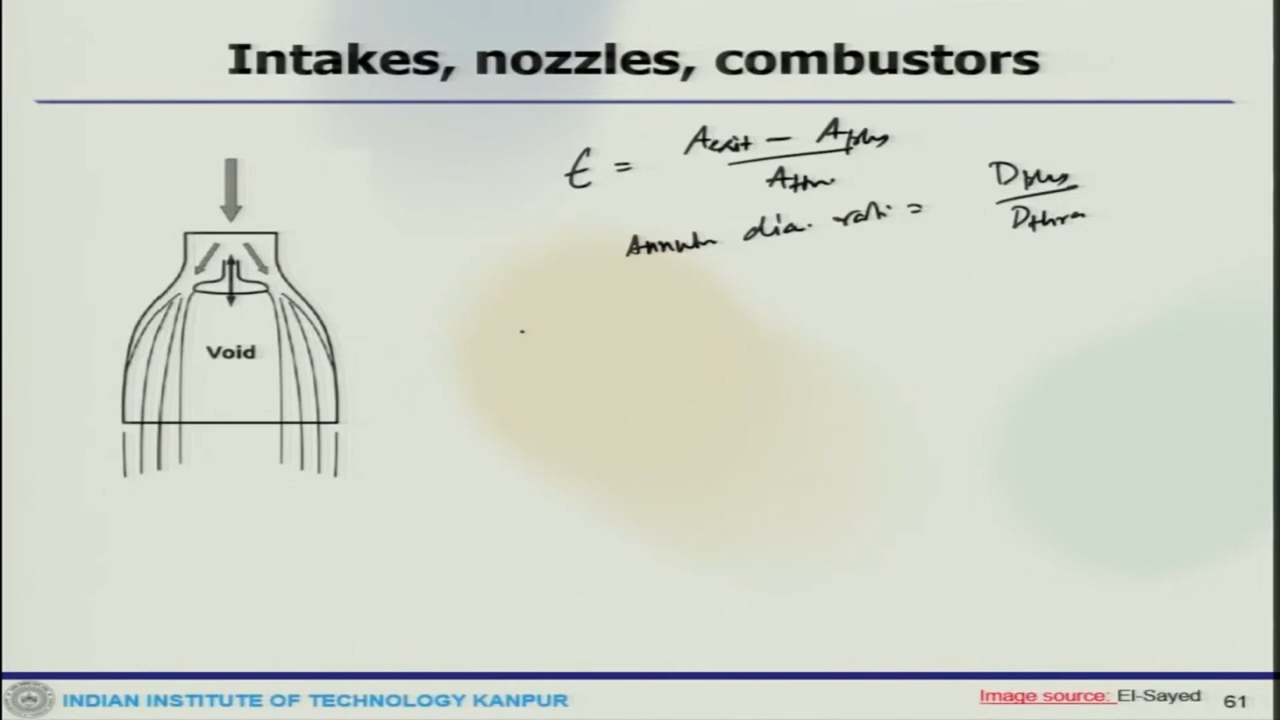 Intakes, nozzles, combustors
ε = (Aexit − Aplug) / Athr
Annular dia. ratio = Dplug / Dthroat
Void
INDIAN INSTITUTE OF TECHNOLOGY KANPUR
Image source: El-Sayed 61